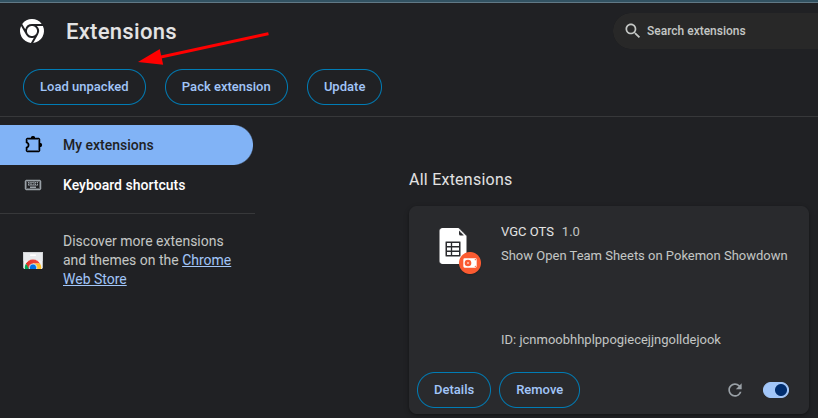 Extensions
Search extensions
Load unpacked
Pack extension
Update
My extensions
Keyboard shortcuts
Discover more extensions
and themes on the Chrome
Web Store
All Extensions
VGC OTS 1.0
Show Open Team Sheets on Pokemon Showdown
ID: jcnmoobhhplppogiecejjngolldejook
Details
Remove